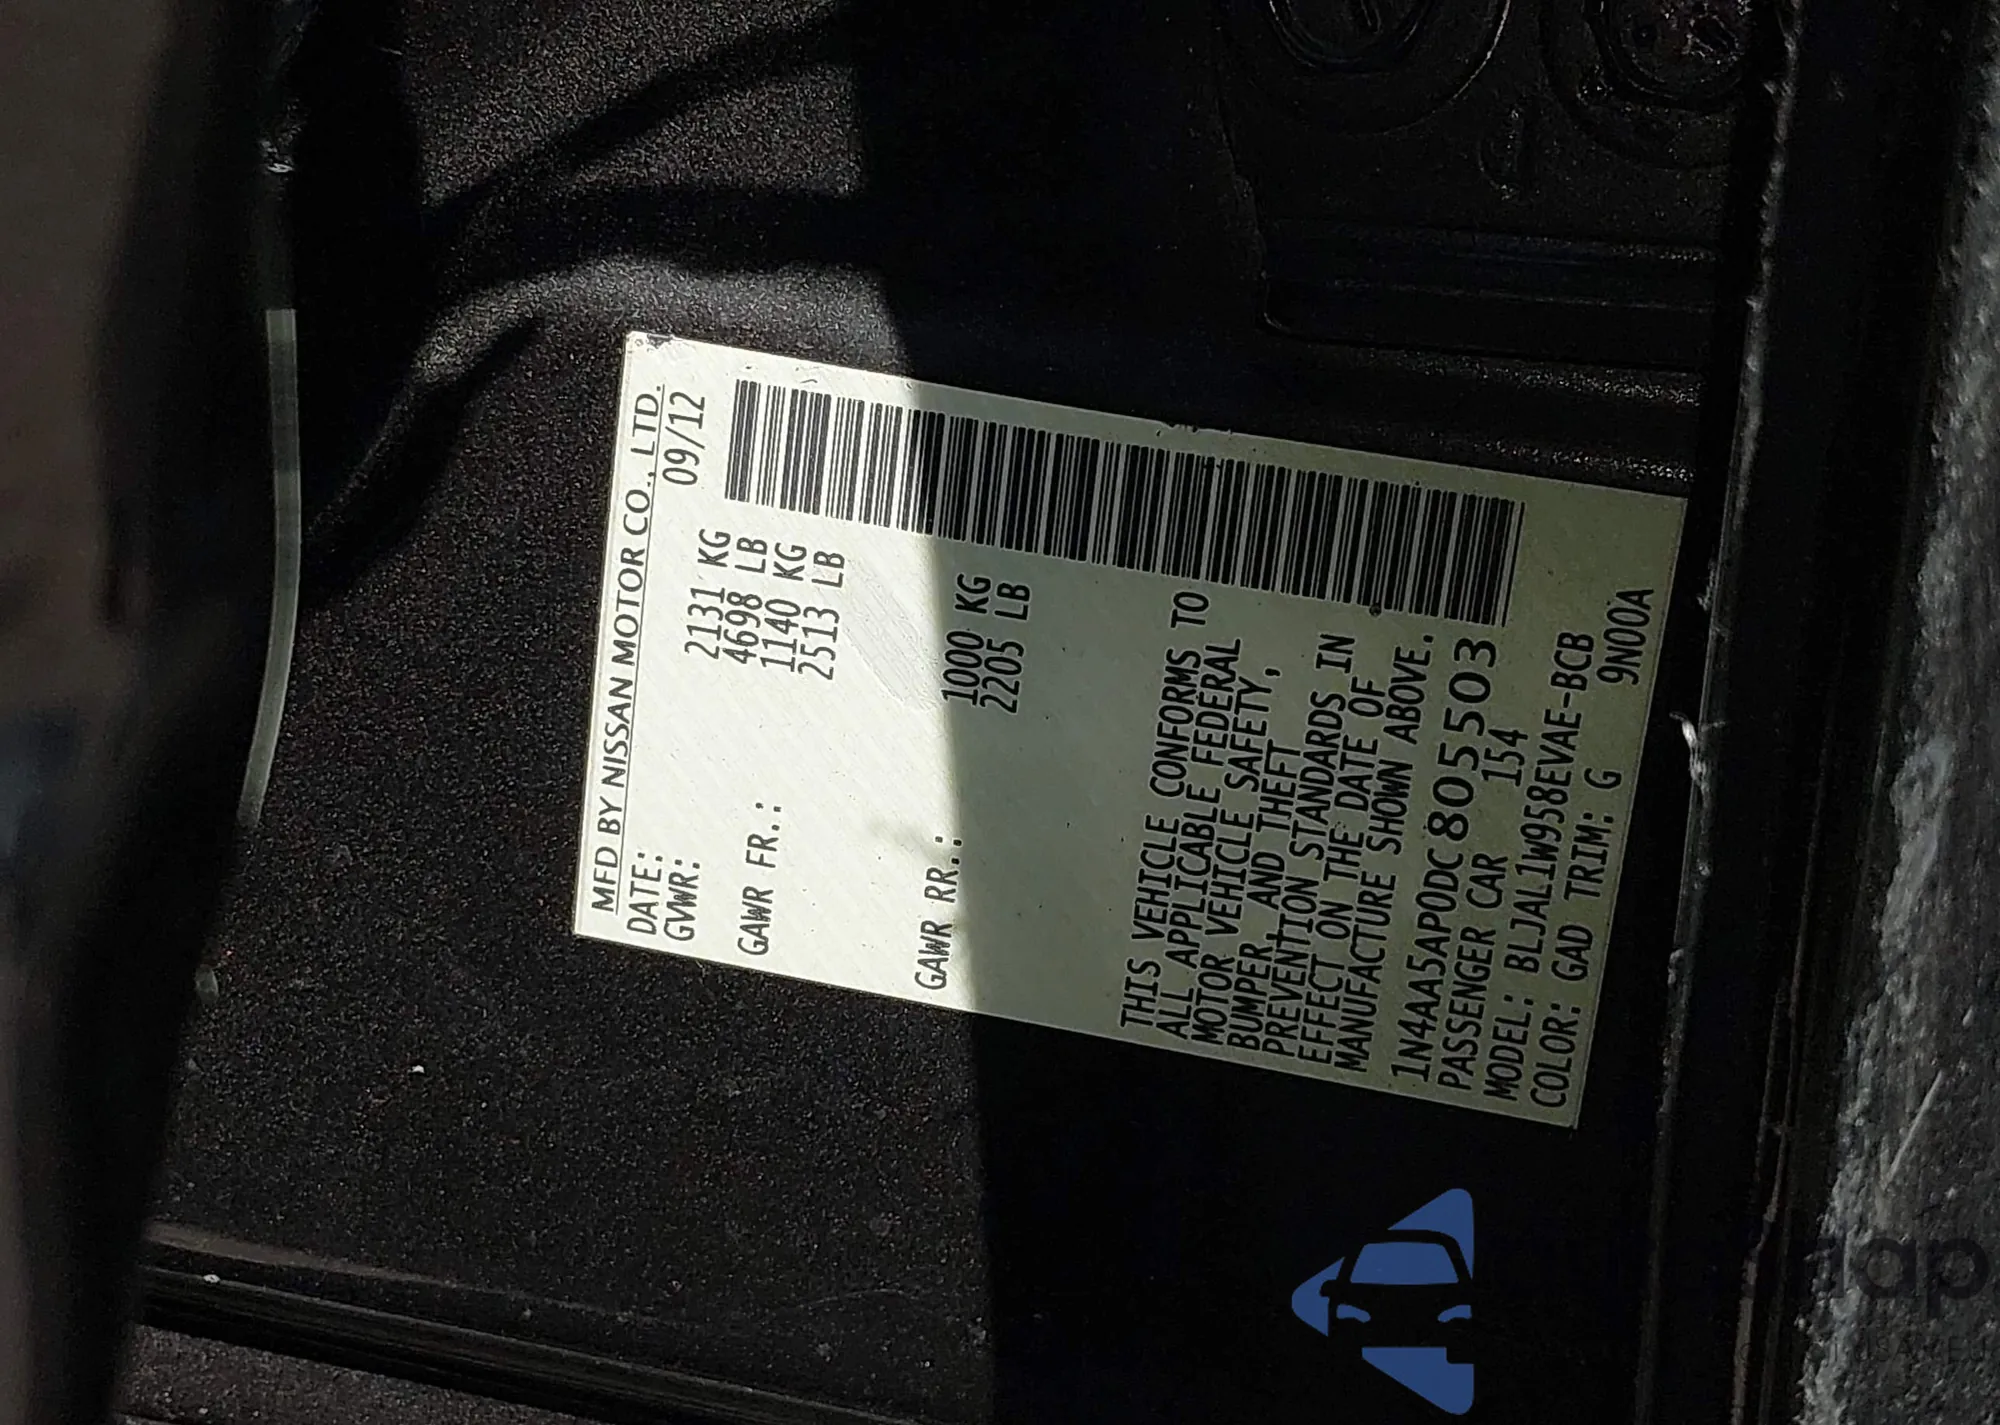 MFD BY NISSAN MOTOR CO., LTD.
DATE: 09/12
GVWR: 2131 KG
4698 LB
GAWR FR.: 1140 KG
2513 LB
GAWR RR.: 1000 KG
2205 LB
THIS VEHICLE CONFORMS TO
ALL APPLICABLE FEDERAL
MOTOR VEHICLE SAFETY,
BUMPER, AND THEFT
PREVENTION STANDARDS IN
EFFECT ON THE DATE OF
MANUFACTURE SHOWN ABOVE.
1N4AA5AP0DC805503
PASSENGER CAR 154
MODEL: BLJAL1W958EVAE-BCB
COLOR: GAD TRIM: G 9N00A